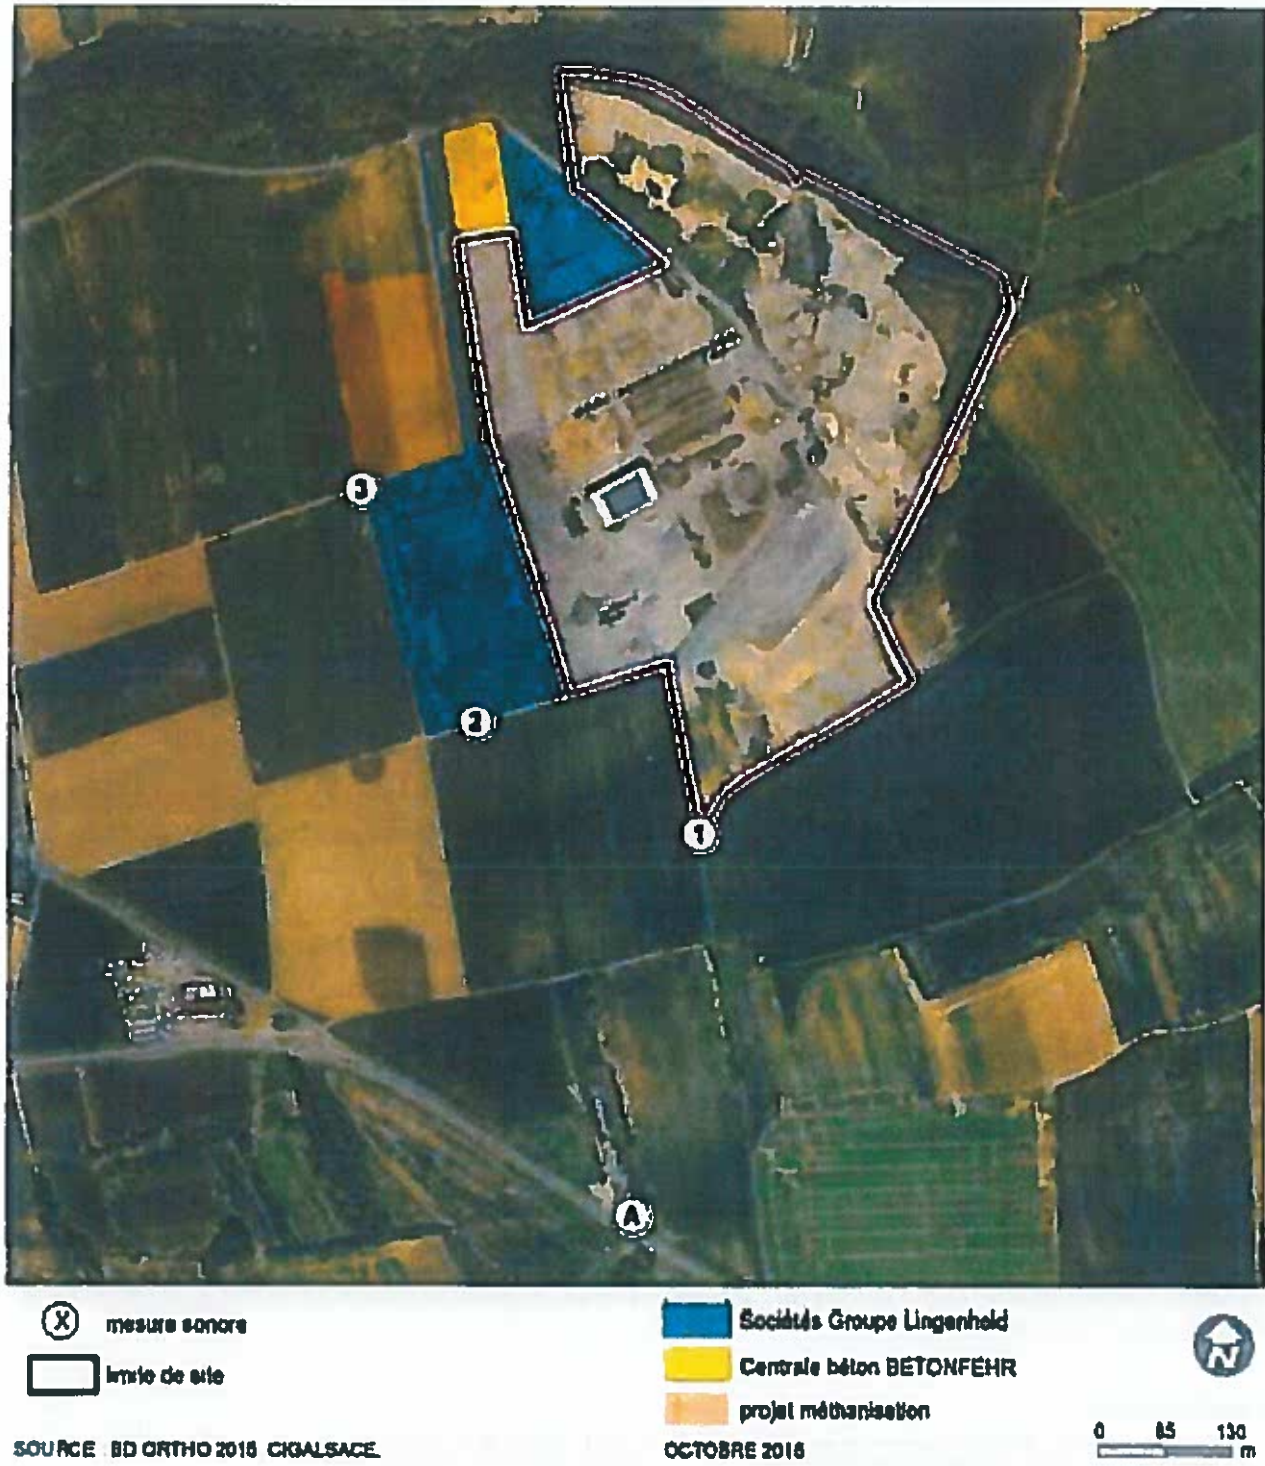 3
2
1
A
X mesure sonore
limite de site
Sociétés Groupe Lingenheld
Centrale béton BETONFEHR
projet méthanisation
N
0 65 130
m
SOURCE BD ORTHO 2015 CIGALSACE
OCTOBRE 2016